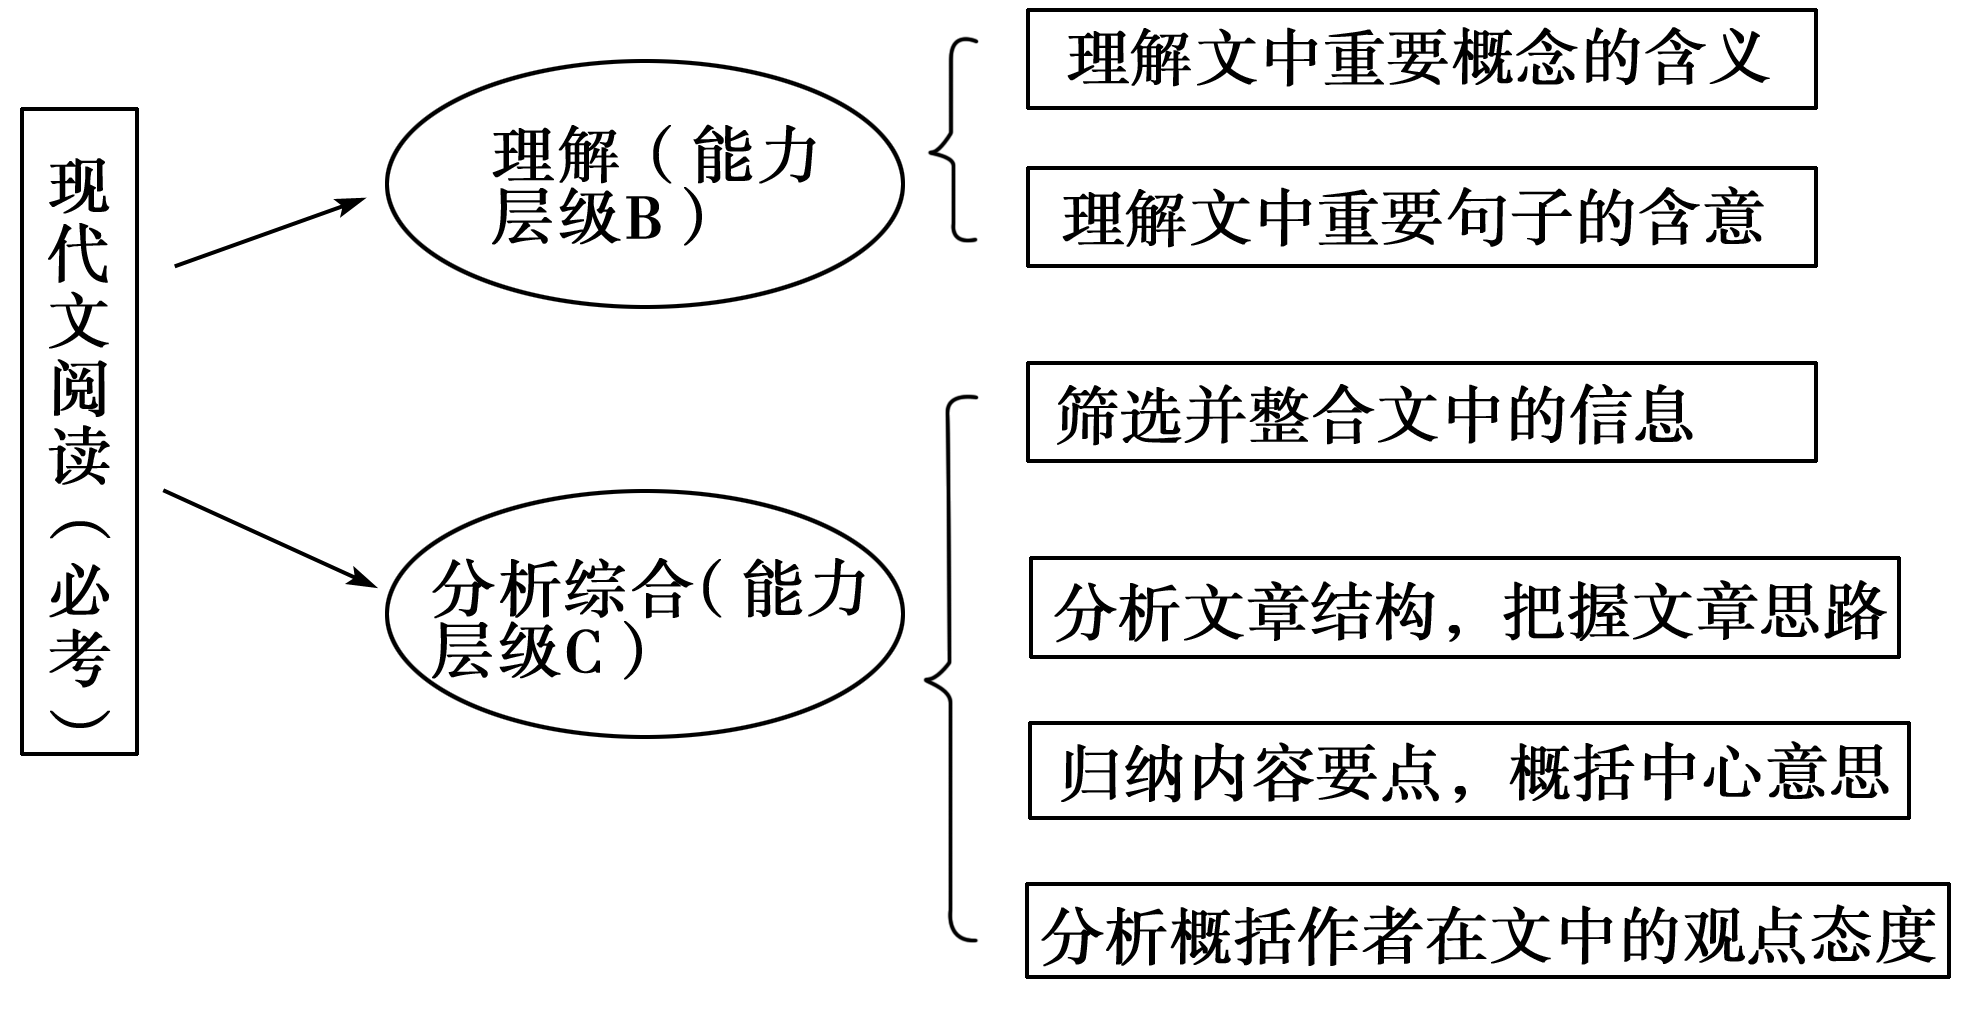 现代文阅读（必考）
理解（能力
层级B）
理解文中重要概念的含义
理解文中重要句子的含意
分析综合（能力
层级C）
筛选并整合文中的信息
分析文章结构，把握文章思路
归纳内容要点，概括中心意思
分析概括作者在文中的观点态度